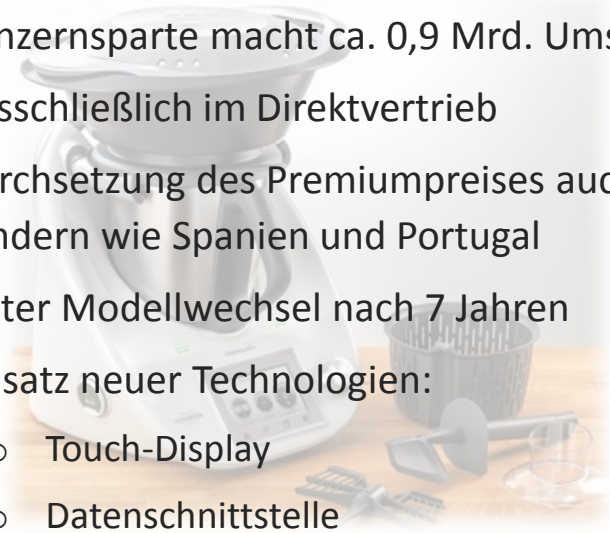 nzernsparte macht ca. 0,9 Mrd. Ums
sschließlich im Direktvertrieb
rchsetzung des Premiumpreises auc
ndern wie Spanien und Portugal
ter Modellwechsel nach 7 Jahren
satz neuer Technologien:
○ Touch-Display
○ Datenschnittstelle